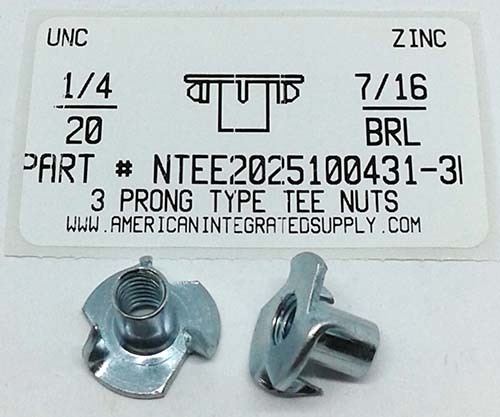 UNC ZINC
1/4 7/16
20 BRL
PART # NTEE2025100431-3
3 PRONG TYPE TEE NUTS
WWW.AMERICANINTEGRATEDSUPPLY.COM